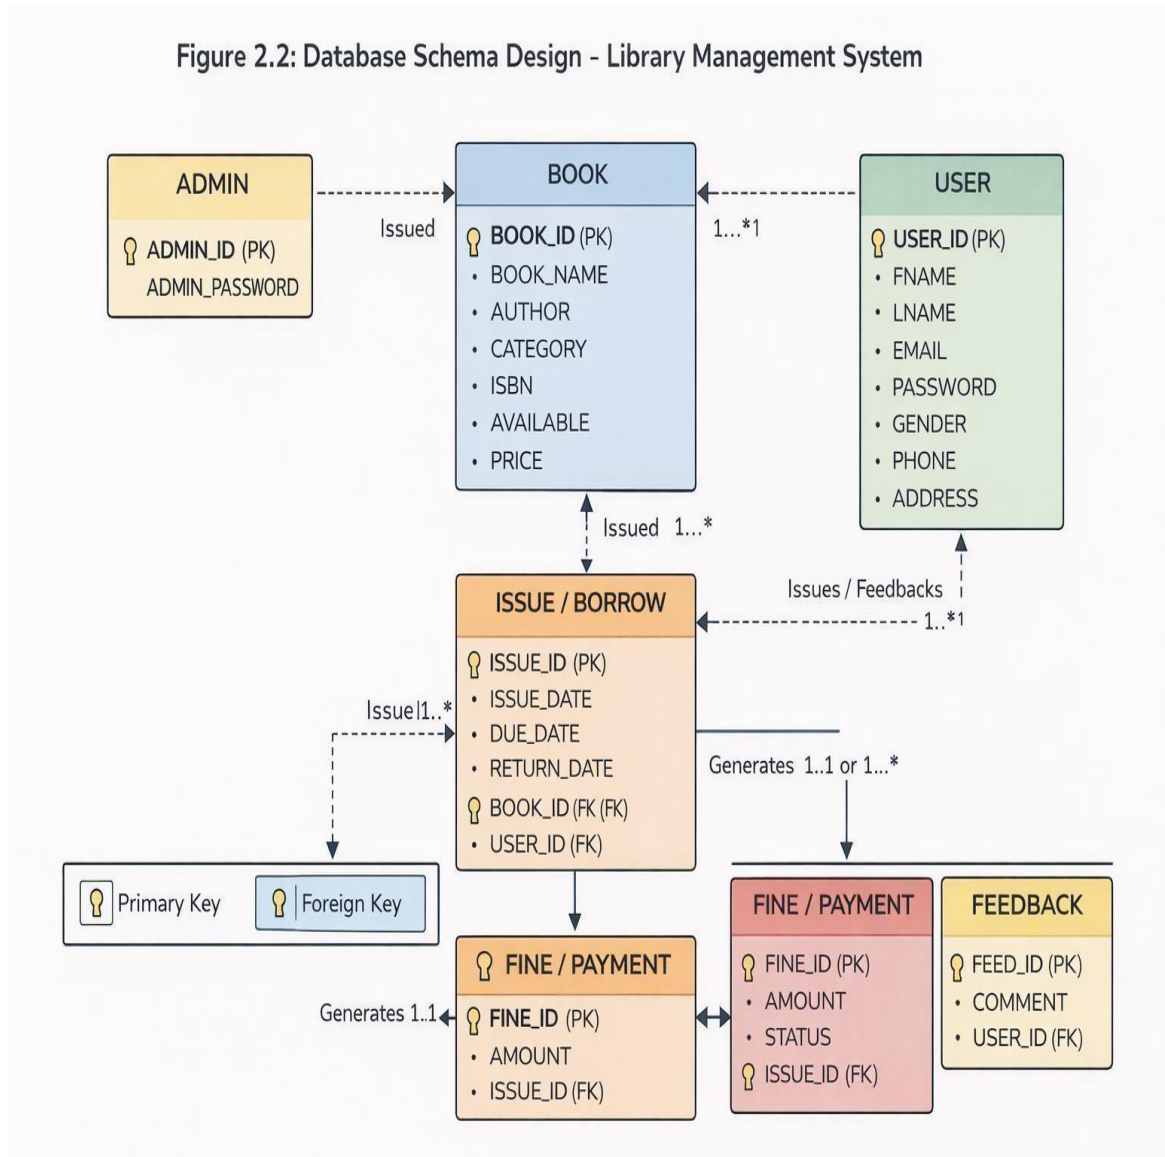 Figure 2.2: Database Schema Design - Library Management System
ADMIN
ADMIN_ID (PK)
ADMIN_PASSWORD
Issued
BOOK
BOOK_ID (PK)
BOOK_NAME
AUTHOR
CATEGORY
ISBN
AVAILABLE
PRICE
1...*1
USER
USER_ID (PK)
FNAME
LNAME
EMAIL
PASSWORD
GENDER
PHONE
ADDRESS
Issued 1...*
Issues / Feedbacks
1..*1
ISSUE / BORROW
ISSUE_ID (PK)
ISSUE_DATE
DUE_DATE
RETURN_DATE
BOOK_ID (FK (FK)
USER_ID (FK)
Issue|1..*
Generates 1..1 or 1...*
Primary Key
Foreign Key
FINE / PAYMENT
FINE_ID (PK)
AMOUNT
ISSUE_ID (FK)
Generates 1..1
FINE / PAYMENT
FINE_ID (PK)
AMOUNT
STATUS
ISSUE_ID (FK)
FEEDBACK
FEED_ID (PK)
COMMENT
USER_ID (FK)